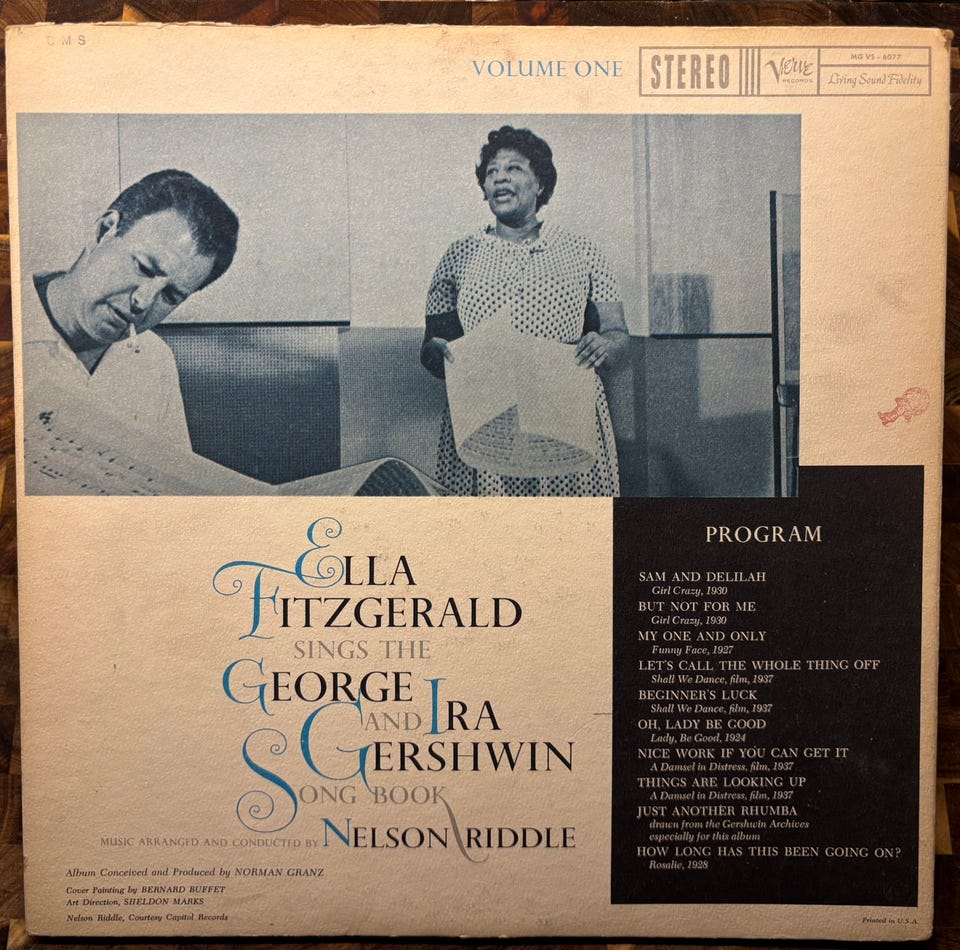 EMS
VOLUME ONE
STEREO
Verve
RECORDS
MG VS - 6077
Living Sound Fidelity
ELLA
FITZGERALD
SINGS THE
GEORGE
AND IRA
GERSHWIN
SONG BOOK
MUSIC ARRANGED AND CONDUCTED BY NELSON RIDDLE
Album Conceived and Produced by NORMAN GRANZ
Cover Painting by BERNARD BUFFET
Art Direction, SHELDON MARKS
Nelson Riddle, Courtesy Capitol Records
PROGRAM
SAM AND DELILAH
Girl Crazy, 1930
BUT NOT FOR ME
Girl Crazy, 1930
MY ONE AND ONLY
Funny Face, 1927
LET'S CALL THE WHOLE THING OFF
Shall We Dance, film, 1937
BEGINNER'S LUCK
Shall We Dance, film, 1937
OH, LADY BE GOOD
Lady, Be Good, 1924
NICE WORK IF YOU CAN GET IT
A Damsel in Distress, film, 1937
THINGS ARE LOOKING UP
A Damsel in Distress, film, 1937
JUST ANOTHER RHUMBA
drawn from the Gershwin Archives
especially for this album
HOW LONG HAS THIS BEEN GOING ON?
Rosalie, 1928
Printed in U.S.A.